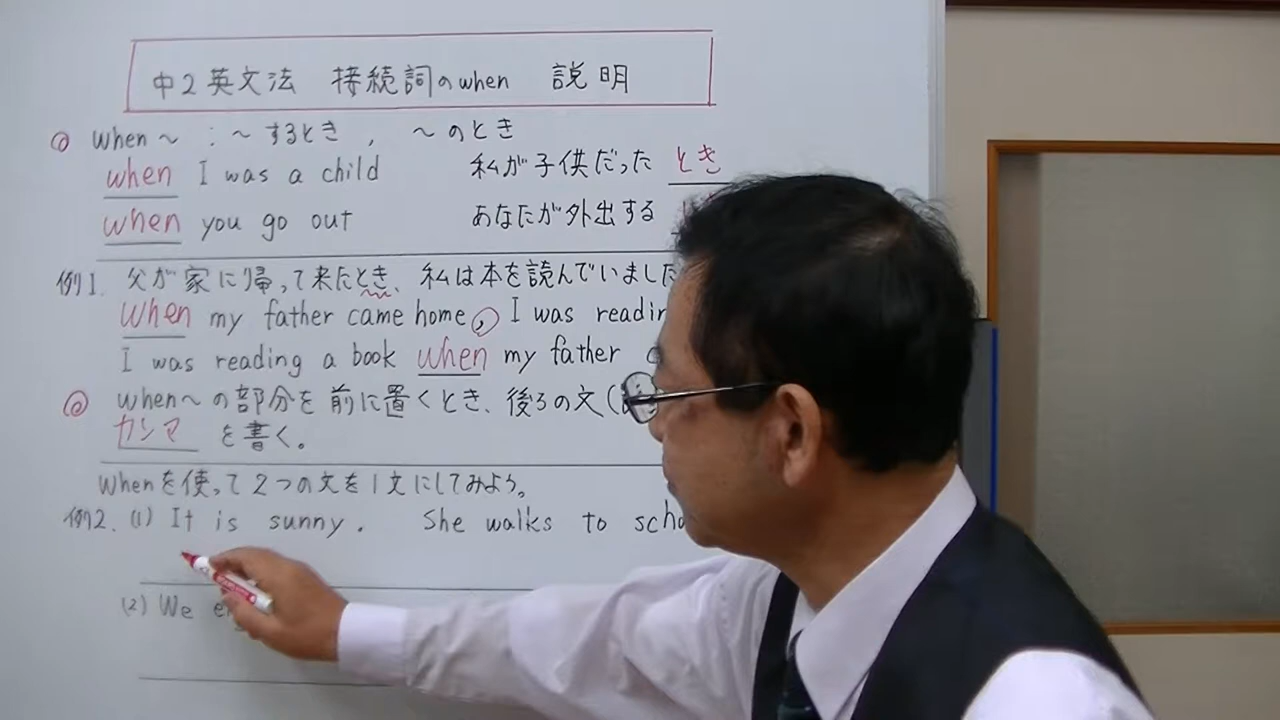 中2英文法 接続詞のwhen 説明
when～ : ～するとき , ～のとき
when I was a child 私が子供だった とき
when you go out あなたが外出する
例1. 父が家に帰って来たとき、私は本を読んでいました
When my father came home, I was
I was reading a book when my father
when～の部分を前に置くとき、後ろの文(
カンマ を書く。
Whenを使って2つの文を1文にしてみよう。
例2. (1) It is sunny. She walks to
(2) We